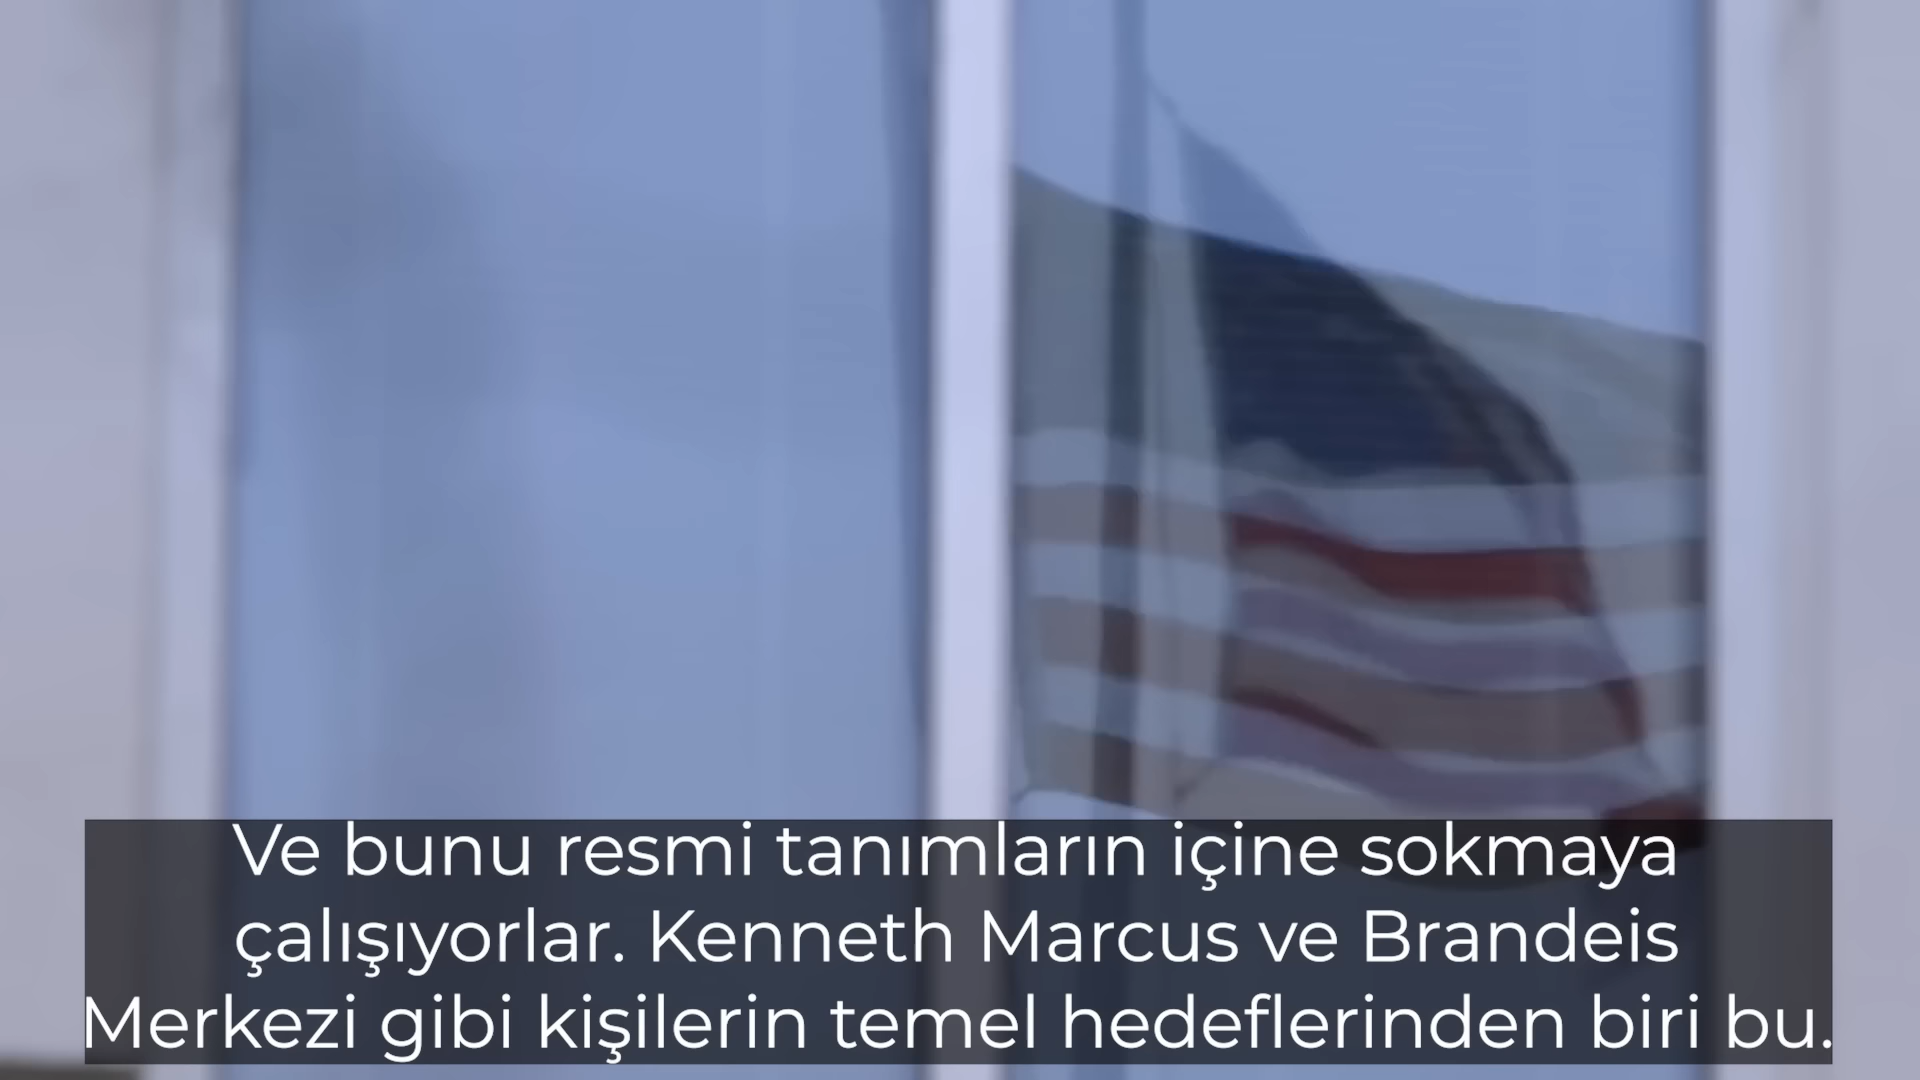 Ve bunu resmi tanımların içine sokmaya
çalışıyorlar. Kenneth Marcus ve Brandeis
Merkezi gibi kişilerin temel hedeflerinden biri bu.